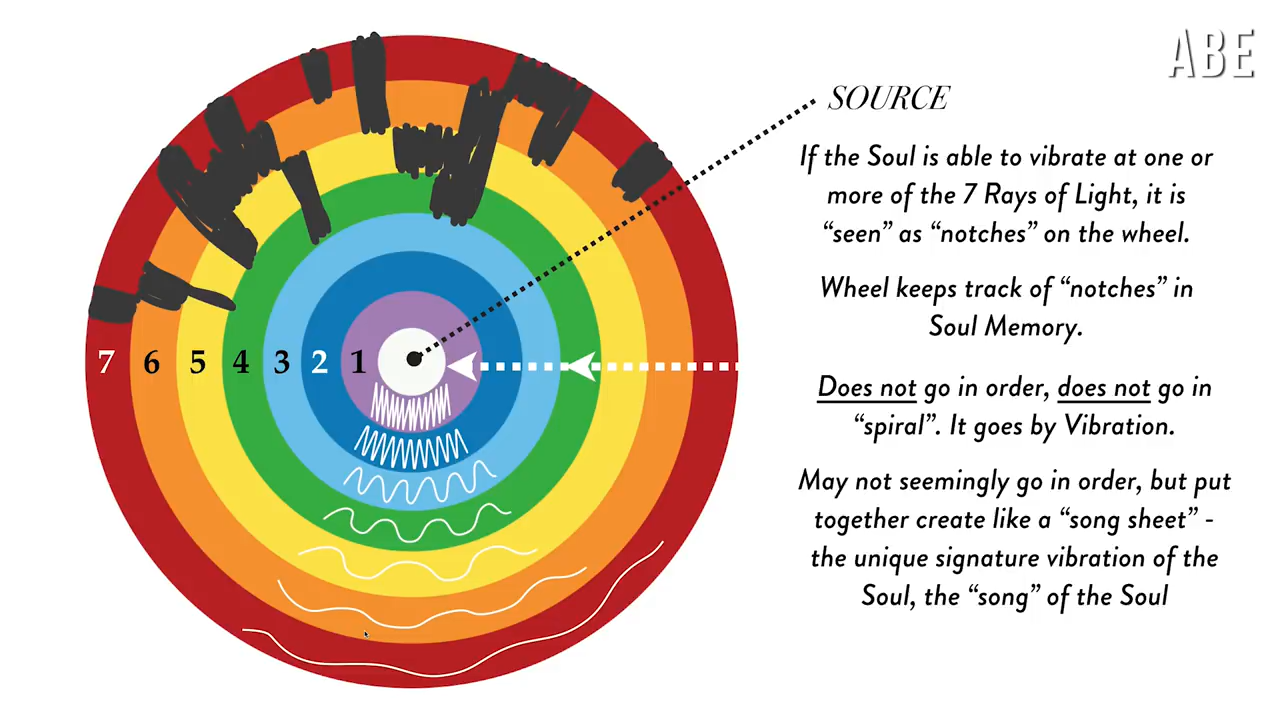 ABE
SOURCE
If the Soul is able to vibrate at one or
more of the 7 Rays of Light, it is
“seen” as “notches” on the wheel.
Wheel keeps track of “notches” in
Soul Memory.
Does not go in order, does not go in
“spiral”. It goes by Vibration.
May not seemingly go in order, but put
together create like a “song sheet” -
the unique signature vibration of the
Soul, the “song” of the Soul
7 6 5 4 3 2 1